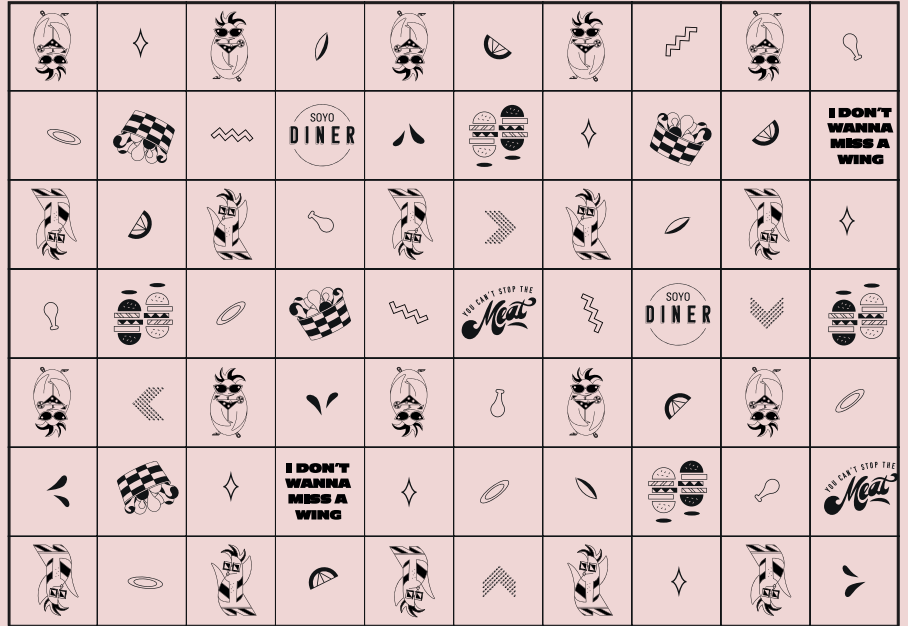 SOYO
DINER
I DON'T
WANNA
MISS A
WING
YOU CAN'T STOP THE
Meat
SOYO
DINER
I DON'T
WANNA
MISS A
WING
YOU CAN'T STOP THE
Meat